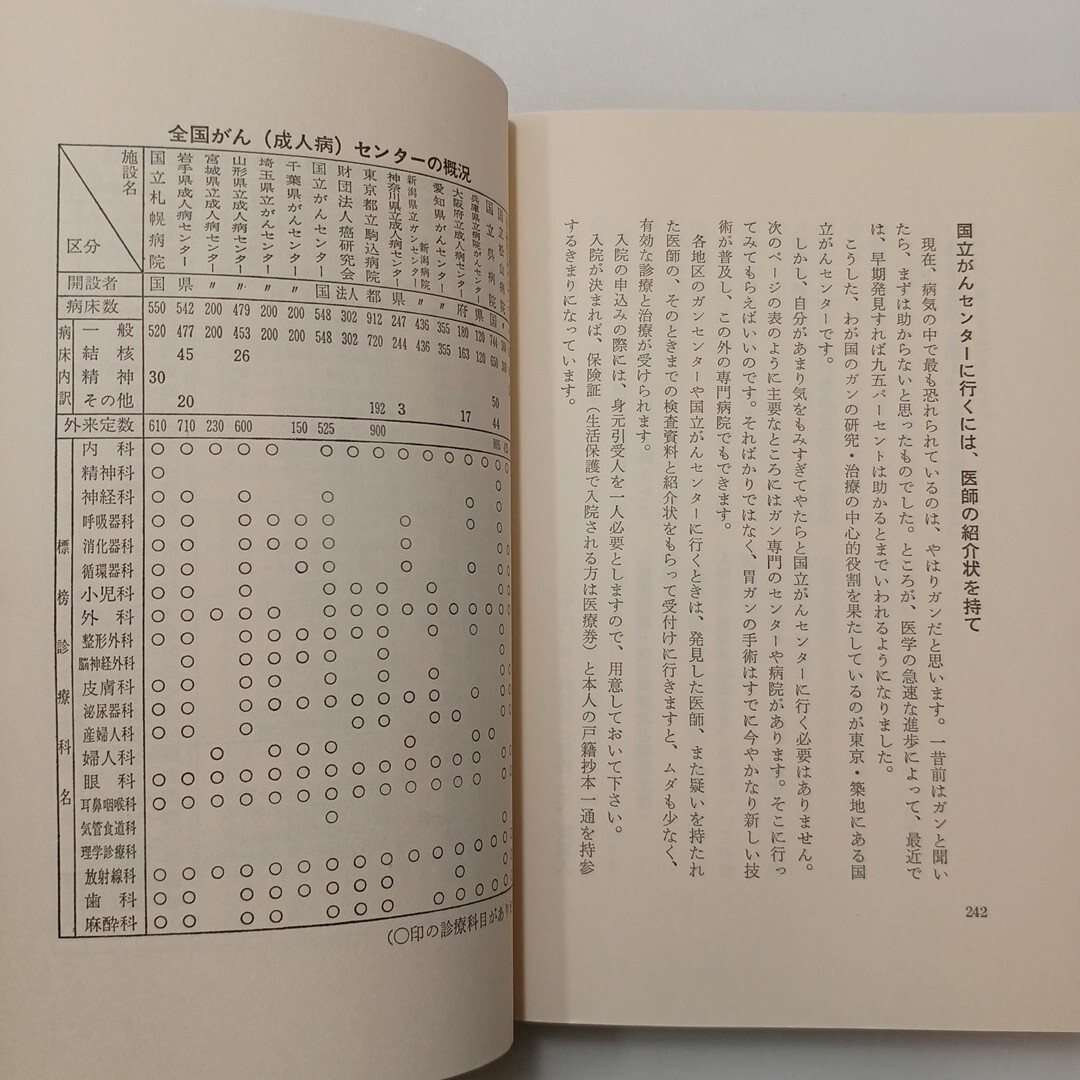 国立がんセンターに行くには、医師の紹介状を持て
現在、病気の中で最も恐れられているのは、やはりガンだと思います。一昔前はガンと聞い
たら、まずは助からないと思ったものでした。ところが、医学の急速な進歩によって、最近で
は、早期発見すれば九五パーセントは助かるとまでいわれるようになりました。
こうした、わが国のガンの研究・治療の中心的役割を果たしているのが東京・築地にある国
立がんセンターです。
しかし、自分があまり気をもみすぎてやたらと国立がんセンターに行く必要はありません。
次のページの表のように主要なところにはガン専門のセンターや病院があります。そこに行っ
てみてもらえばいいのです。そればかりではなく、胃ガンの手術はすでに今やかなり新しい技
術が普及し、この外の専門病院でもできます。
各地区のガンセンターや国立がんセンターに行くときは、発見した医師、また疑いを持たれ
た医師の、そのときまでの検査資料と紹介状をもらって受付けに行きますと、ムダも少なく、
有効な診療と治療が受けられます。
入院の申込みの際には、身元引受人を一人必要としますので、用意しておいて下さい。
入院が決まれば、保険証（生活保護で入院される方は医療券）と本人の戸籍抄本一通を持参
するきまりになっています。
242
全国がん（成人病）センターの概況
施設名
区分
国立札幌病院
岩手県成人病センター
宮城県立成人病センター
山形県立成人病センター
埼玉県立がんセンター
千葉県がんセンター
国立がんセンター
財団法人癌研究会
東京都立駒込病院
神奈川県立成人病センター
新潟県立ガンセンター新潟病院
愛知県がんセンター
大阪府立成人病センター
兵庫県立病院がんセンター
国立呉病院
国立松山病院
開設者 国 県 〃 〃 〃 〃 国 法人 都 県 〃 〃 府 県 国 〃
病床数 550 542 200 479 200 200 548 302 912 247 436 355 180 120 744
病床内訳
一般 520 477 200 453 200 200 548 302 720 244 436 355 163 120 650
結核 45 26
精神 30
その他 20 192 3 17 50
外来定数 610 710 230 600 150 525 900 44
標榜診療科名
内科 ○ ○ ○ ○ ○ ○ ○ ○ ○ ○ ○ ○ ○
精神科 ○
神経科 ○ ○ ○ ○ ○
呼吸器科 ○ ○ ○ ○ ○ ○ ○ ○
消化器科 ○ ○ ○ ○ ○ ○ ○
循環器科 ○ ○ ○ ○ ○ ○ ○
小児科
外科
整形外科
脳神経外科
皮膚科
泌尿器科
産婦人科
婦人科
眼科
耳鼻咽喉科
気管食道科
理学診療科
放射線科
歯科
麻酔科
（○印の診療科目があり